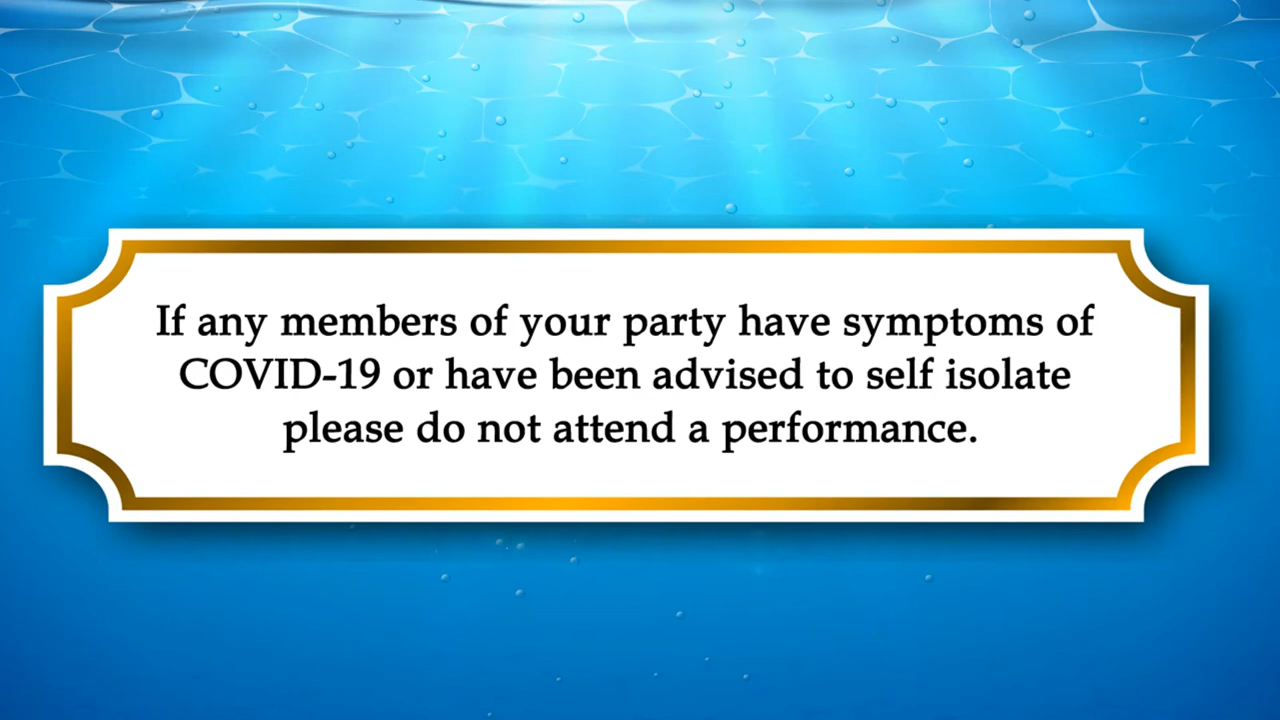 If any members of your party have symptoms of
COVID-19 or have been advised to self isolate
please do not attend a performance.